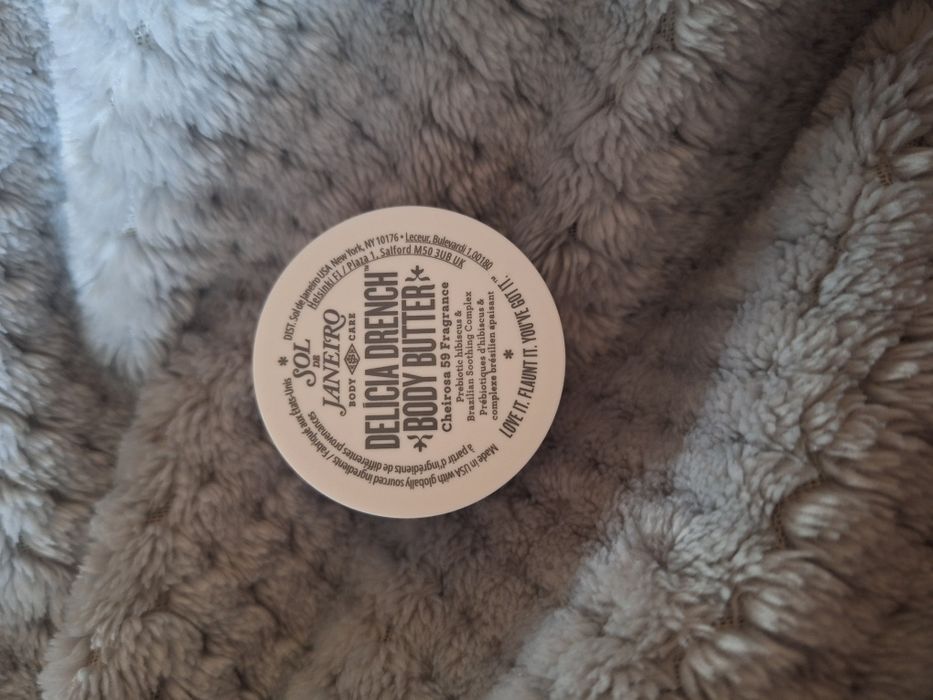 DIST. Sol de Janeiro USA, New York, NY 10176 • Leceur, Bulevardi 1,00180
Helsinki FI / Plaza 1, Salford M50 3UB UK
SOL
DE
JANEIRO
BODY CARE
DELÍCIA DRENCH™
BODY BUTTER
Cheirosa 59 Fragrance
Prebiotic hibiscus &
Brazilian Soothing Complex
Prébiotiques d'hibiscus &
complexe brésilien apaisant
LOVE IT. FLAUNT IT. YOU'VE GOT IT.™
Made in USA with globally sourced ingredients / Fabriqué aux États-Unis
à partir d'ingrédients de différentes provenances